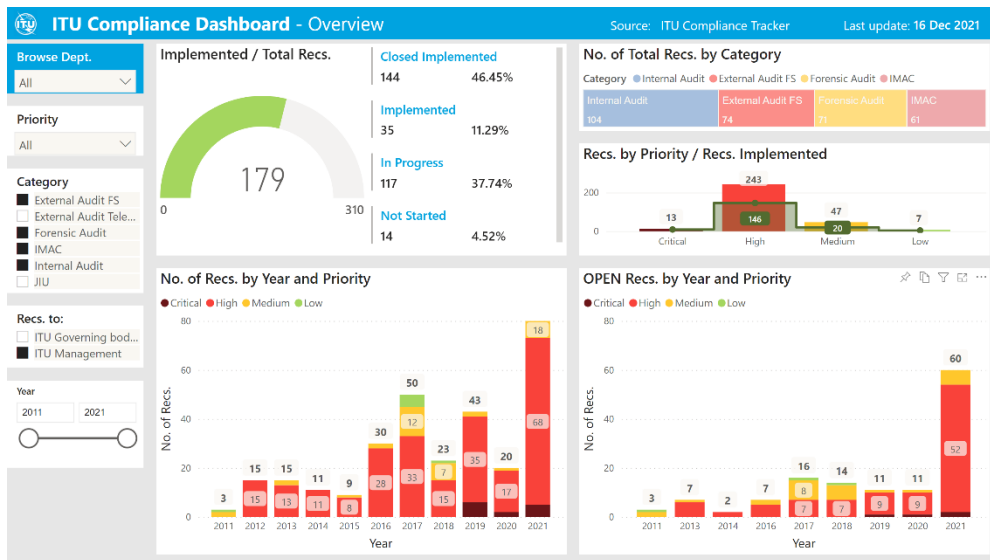 ITU Compliance Dashboard - Overview
Source: ITU Compliance Tracker
Last update: 16 Dec 2021
Browse Dept.
All
Priority
All
Category
External Audit FS
External Audit Tele...
Forensic Audit
IMAC
Internal Audit
JIU
Recs. to:
ITU Governing bod...
ITU Management
Year
2011 2021
Implemented / Total Recs.
179
0 310
Closed Implemented
144 46.45%
Implemented
35 11.29%
In Progress
117 37.74%
Not Started
14 4.52%
No. of Total Recs. by Category
Category Internal Audit External Audit FS Forensic Audit IMAC
Internal Audit External Audit FS Forensic Audit IMAC
104 74 71 61
Recs. by Priority / Recs. Implemented
200
0
13 243 47 7
146 20
Critical High Medium Low
No. of Recs. by Year and Priority
Critical High Medium Low
No. of Recs.
80
60
40
20
0
3 15 15 11 9 30 50 23 43 20
15 13 11 8 28 12 33 7 15 35 17 18 68
2011 2012 2013 2014 2015 2016 2017 2018 2019 2020 2021
Year
OPEN Recs. by Year and Priority
Critical High Medium Low
No. of Recs.
80
60
40
20
0
3 7 2 7 16 14 11 11 60
8 7 7 9 9 52
2011 2013 2014 2016 2017 2018 2019 2020 2021
Year